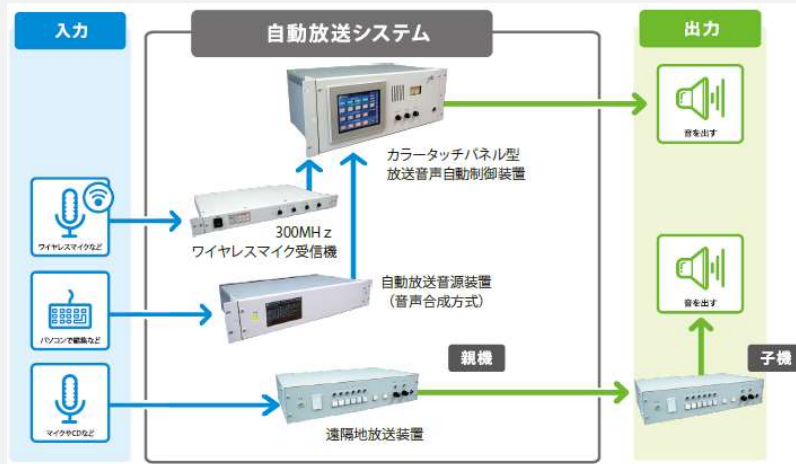 入力
自動放送システム
出力
カラータッチパネル型
放送音声自動制御装置
音を出す
ワイヤレスマイクなど
300MHz
ワイヤレスマイク受信機
自動放送音源装置
（音声合成方式）
音を出す
パソコンで編集など
親機
子機
マイクやCDなど
遠隔地放送装置